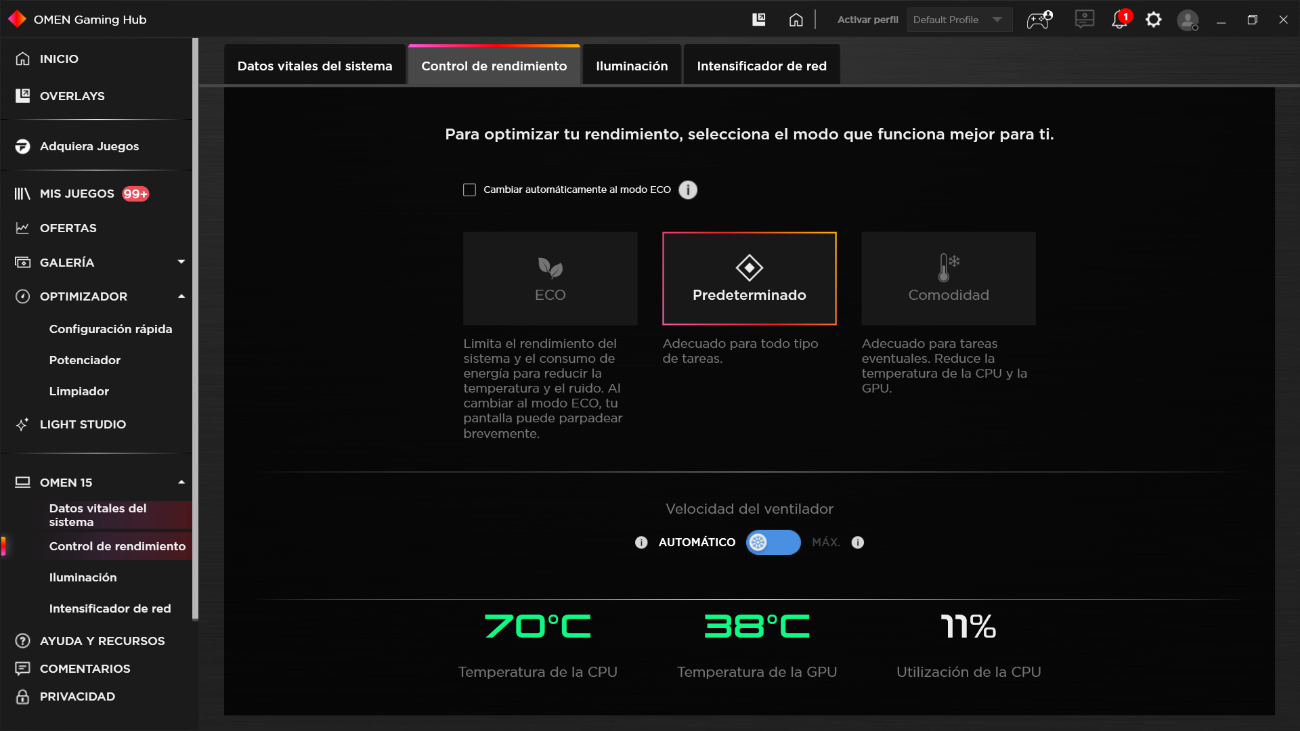 OMEN Gaming Hub
Activar perfil
Default Profile
1
INICIO
OVERLAYS
Adquiera Juegos
MIS JUEGOS 99+
OFERTAS
GALERÍA
OPTIMIZADOR
Configuración rápida
Potenciador
Limpiador
LIGHT STUDIO
OMEN 15
Datos vitales del
sistema
Control de rendimiento
Iluminación
Intensificador de red
AYUDA Y RECURSOS
COMENTARIOS
PRIVACIDAD
Datos vitales del sistema
Control de rendimiento
Iluminación
Intensificador de red
Para optimizar tu rendimiento, selecciona el modo que funciona mejor para ti.
Cambiar automáticamente al modo ECO
ECO
Limita el rendimiento del
sistema y el consumo de
energía para reducir la
temperatura y el ruido. Al
cambiar al modo ECO, tu
pantalla puede parpadear
brevemente.
Predeterminado
Adecuado para todo tipo
de tareas.
Comodidad
Adecuado para tareas
eventuales. Reduce la
temperatura de la CPU y la
GPU.
Velocidad del ventilador
AUTOMÁTICO
MÁX.
70°C
Temperatura de la CPU
38°C
Temperatura de la GPU
11%
Utilización de la CPU